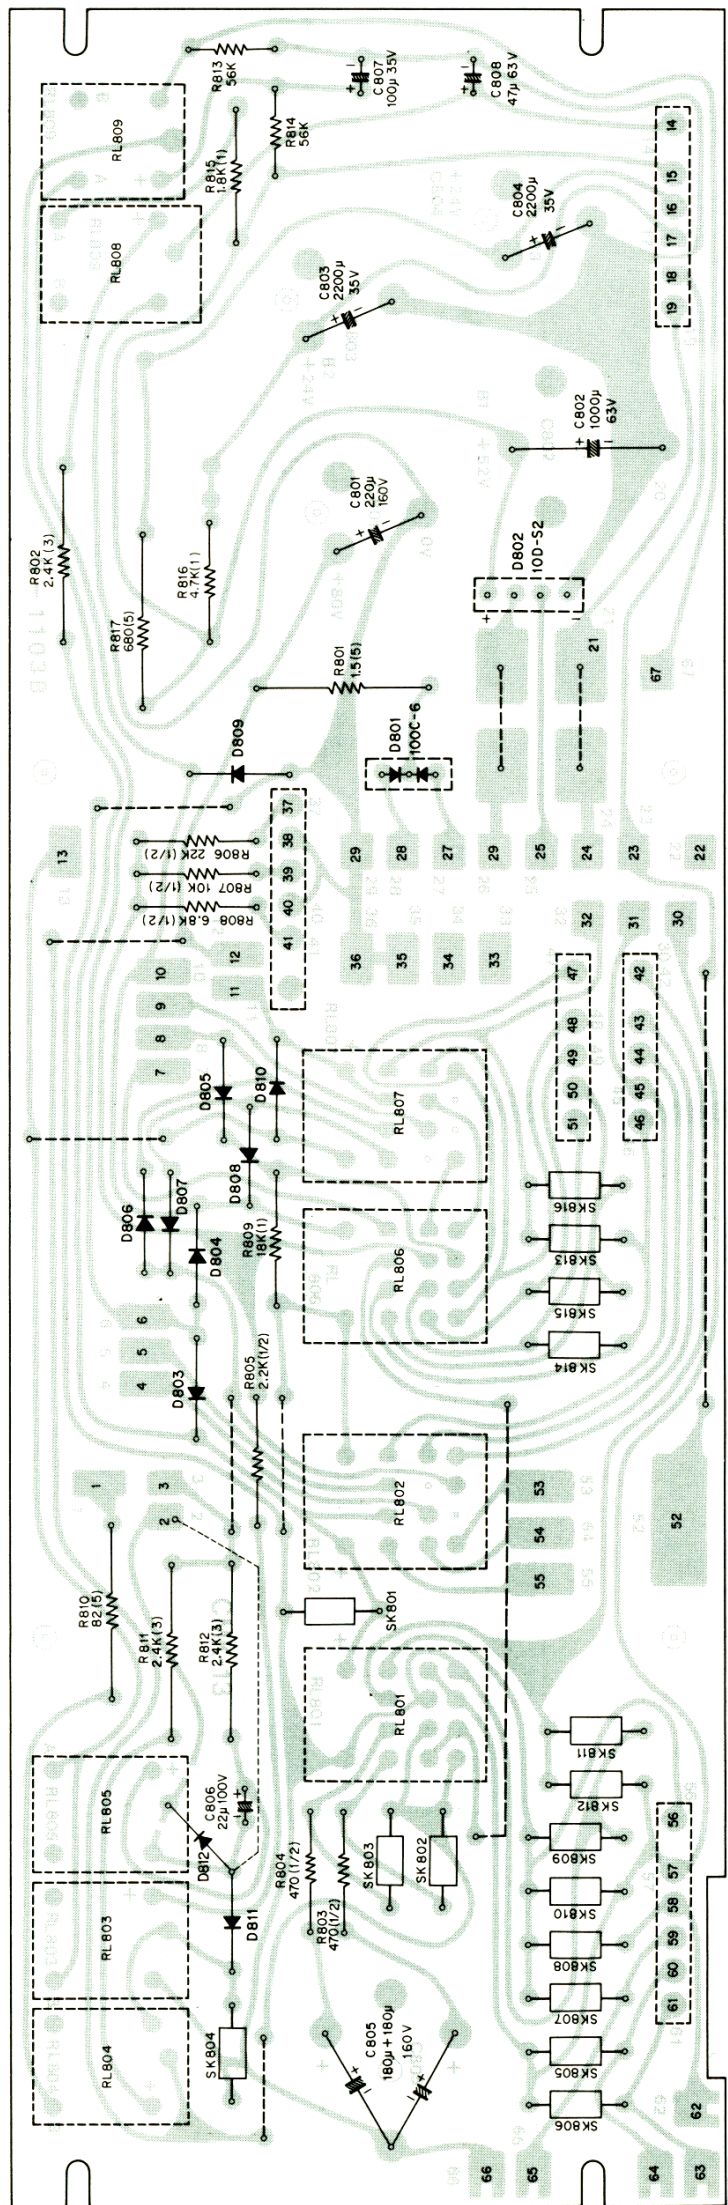 R813
56K
C807
100μ 35V
C808
47μ 63V
RL809
R815
1.8K(1)
R814
56K
14
15
16
17
18
19
RL808
C804
2200μ
35V
C803
2200μ
35V
+24V
+24V
+52V
C802
1000μ
63V
R802
2.4K(3)
R817
680(5)
R816
4.7K(1)
C801
220μ
160V
+80V
0V
D802
10D-S2
+
-
21
67
R801
1.5(5)
D809
D801
100C-6
13
37
38
39
40
41
R806 22K(1/2)
R807 10K(1/2)
R808 6.8K(1/2)
29
28
27
29
25
24
23
22
12
11
10
9
8
7
36
35
34
33
32
31
30
47
48
49
50
51
42
43
44
45
46
D805
D810
D808
RL807
D806
D807
D804
R809
18K(1)
RL806
SK816
SK813
SK815
SK814
6
5
4
D803
R805
2.2K(1/2)
1
3
2
RL802
53
54
55
52
R810
82(5)
R811
2.4K(3)
R812
2.4K(3)
SK801
RL801
RL805
C806
22μ100V
D812
D811
RL803
RL804
SK804
R804
470(1/2)
R803
470(1/2)
SK803
SK802
SK811
SK812
SK809
SK810
SK808
SK807
SK805
SK806
56
57
58
59
60
61
C805
180μ+180μ
160V
62
66
65
64
63